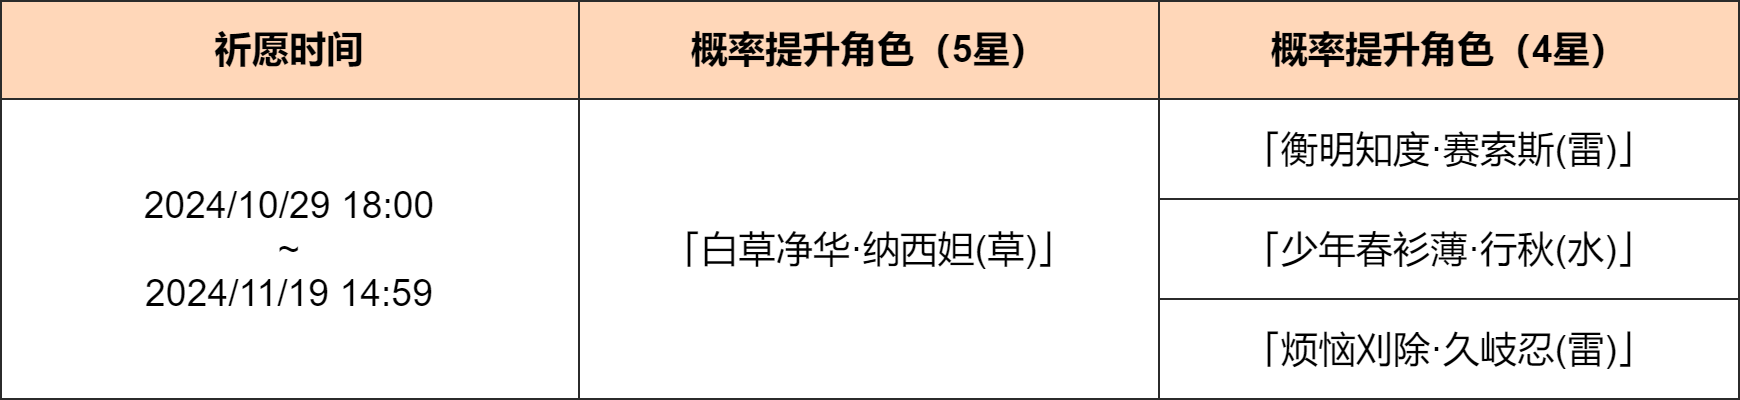 祈愿时间
概率提升角色（5星）
概率提升角色（4星）
2024/10/29 18:00
~
2024/11/19 14:59
「白草净华·纳西妲(草)」
「衡明知度·赛索斯(雷)」
「少年春衫薄·行秋(水)」
「烦恼刈除·久岐忍(雷)」